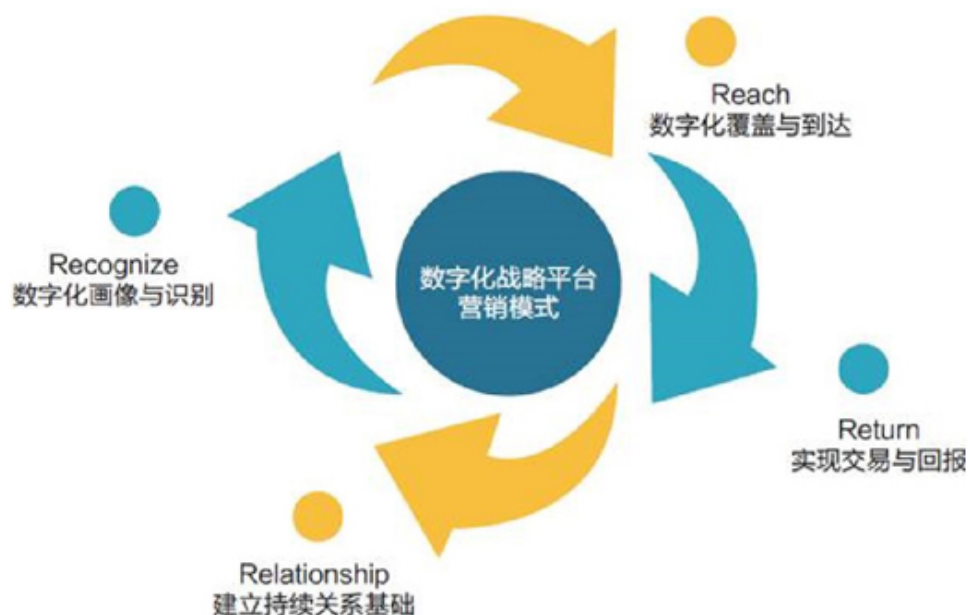 Reach
数字化覆盖与到达
Recognize
数字化画像与识别
数字化战略平台
营销模式
Return
实现交易与回报
Relationship
建立持续关系基础